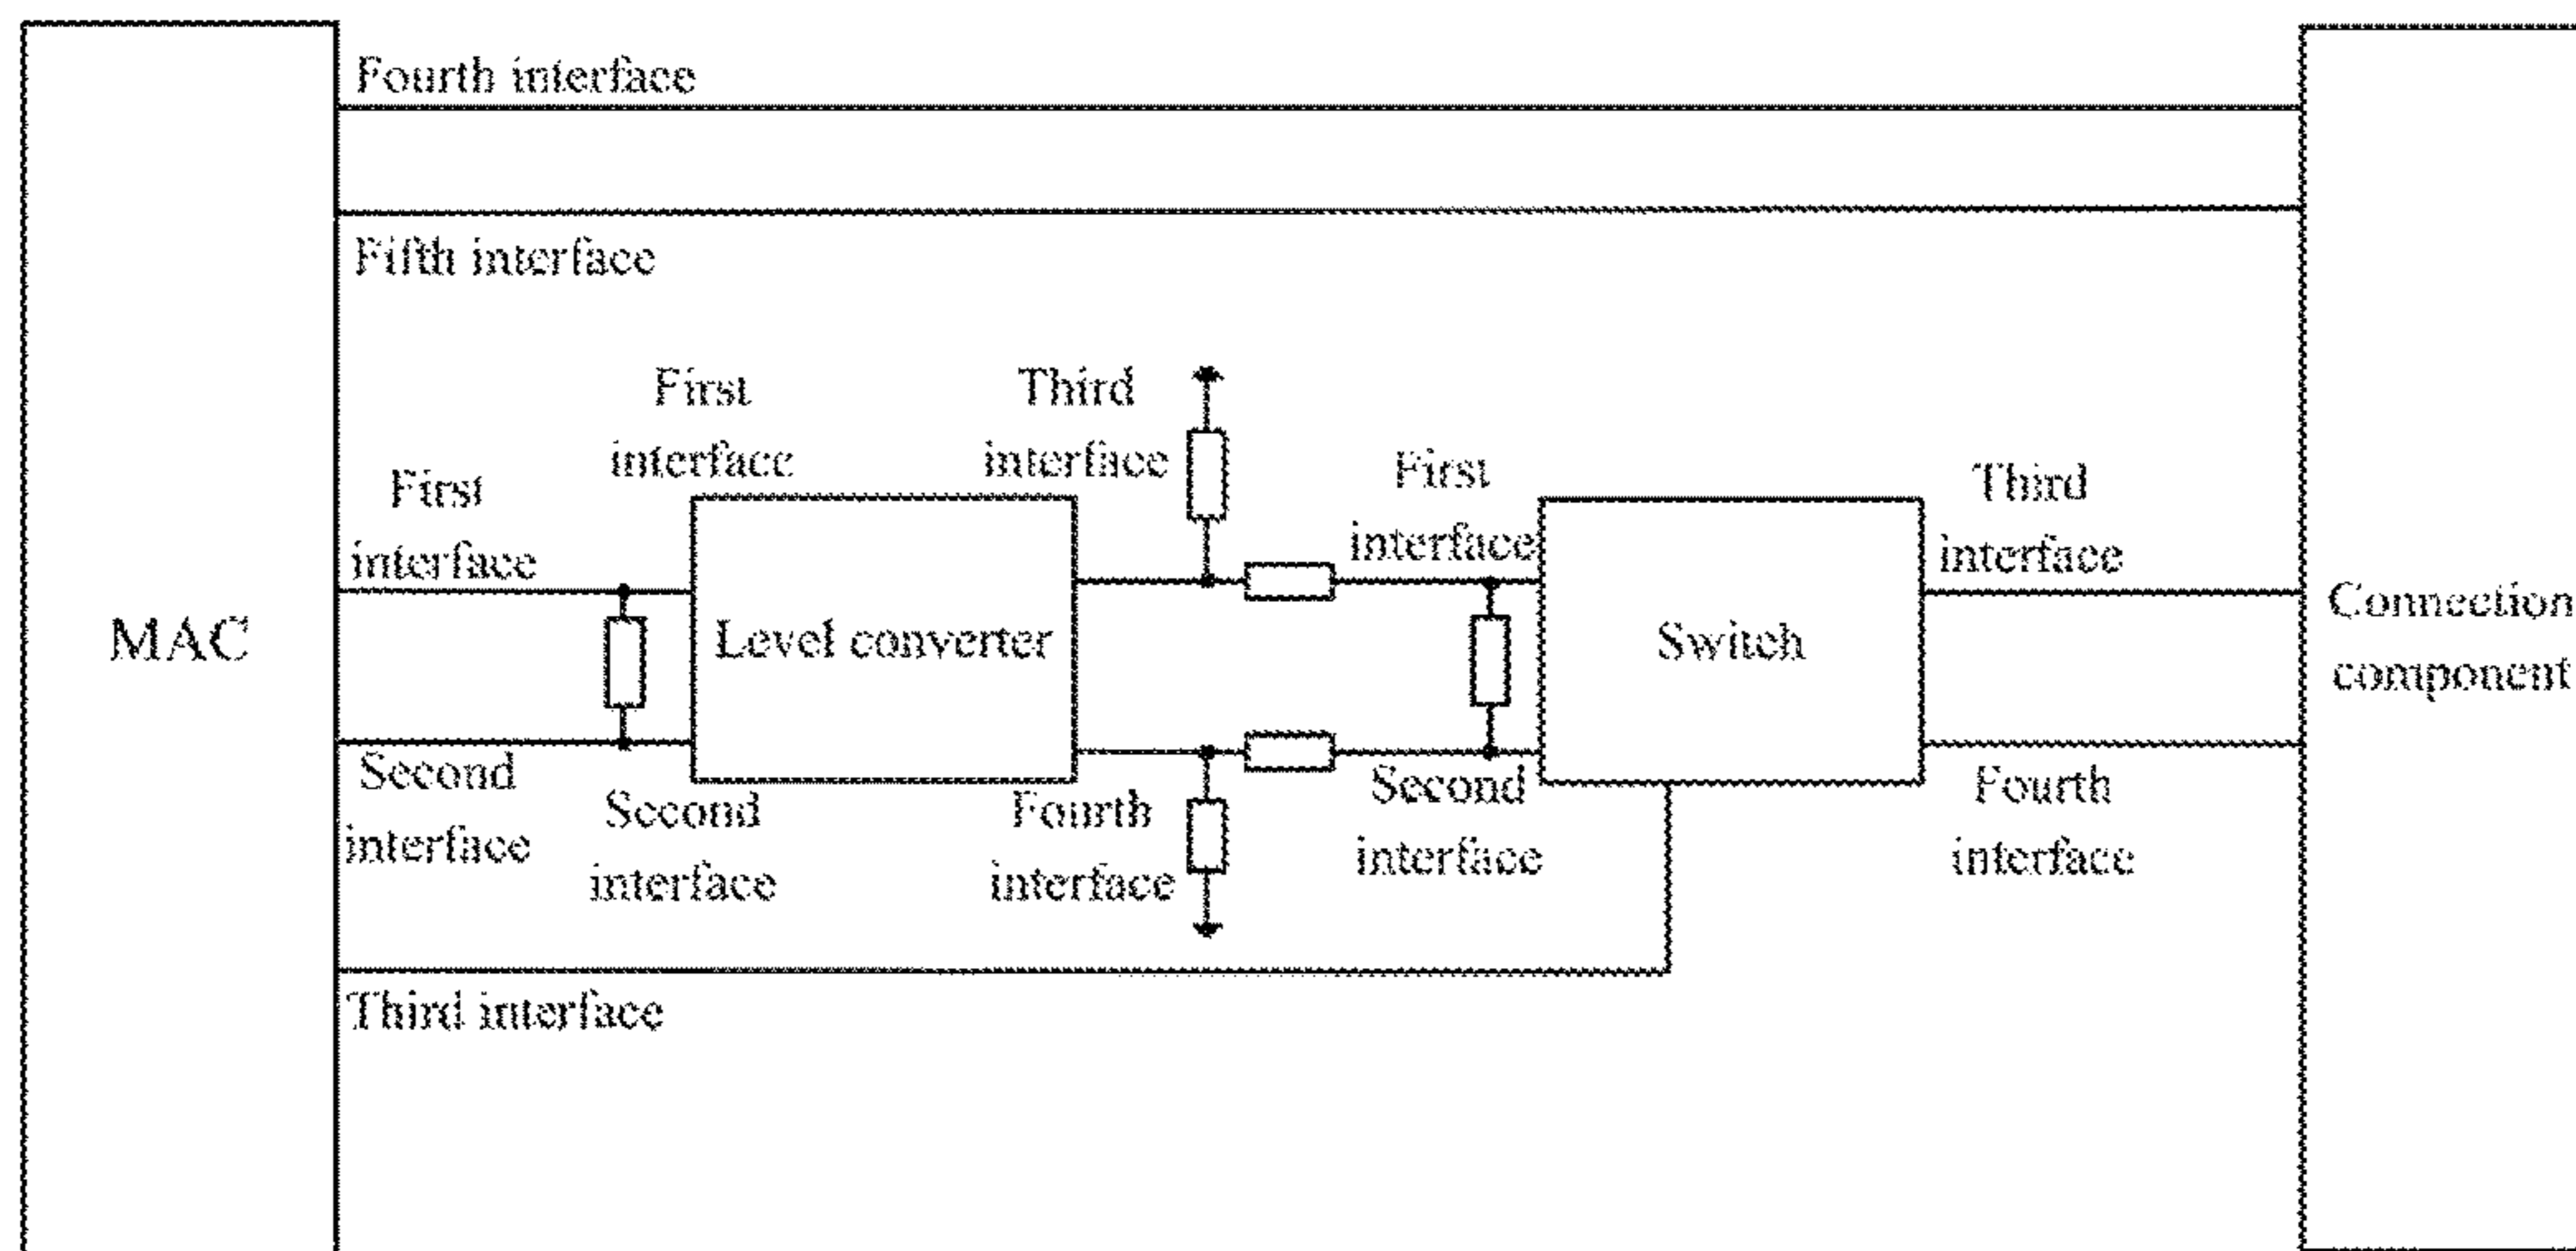 Fourth interface
Fifth interface
First
interface
First
interface
Third
interface
First
interface
Third
interface
MAC
Level converter
Switch
Connection
component
Second
interface
Second
interface
Fourth
interface
Second
interface
Fourth
interface
Third interface